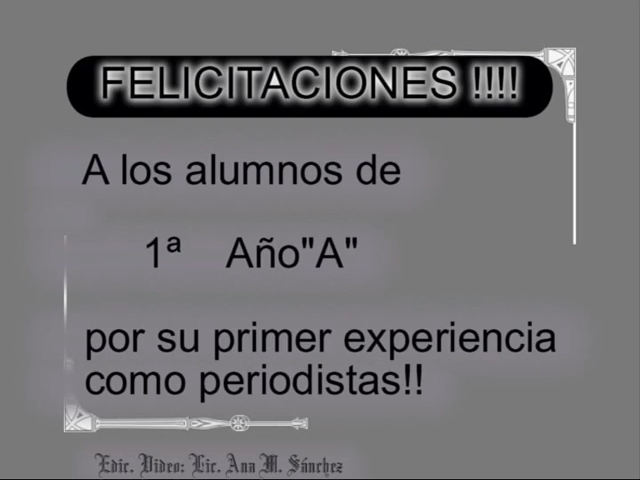 FELICITACIONES !!!!
A los alumnos de
1ª Año"A"
por su primer experiencia
como periodistas!!
Edic. Video: Lic. Ana M. Sánchez